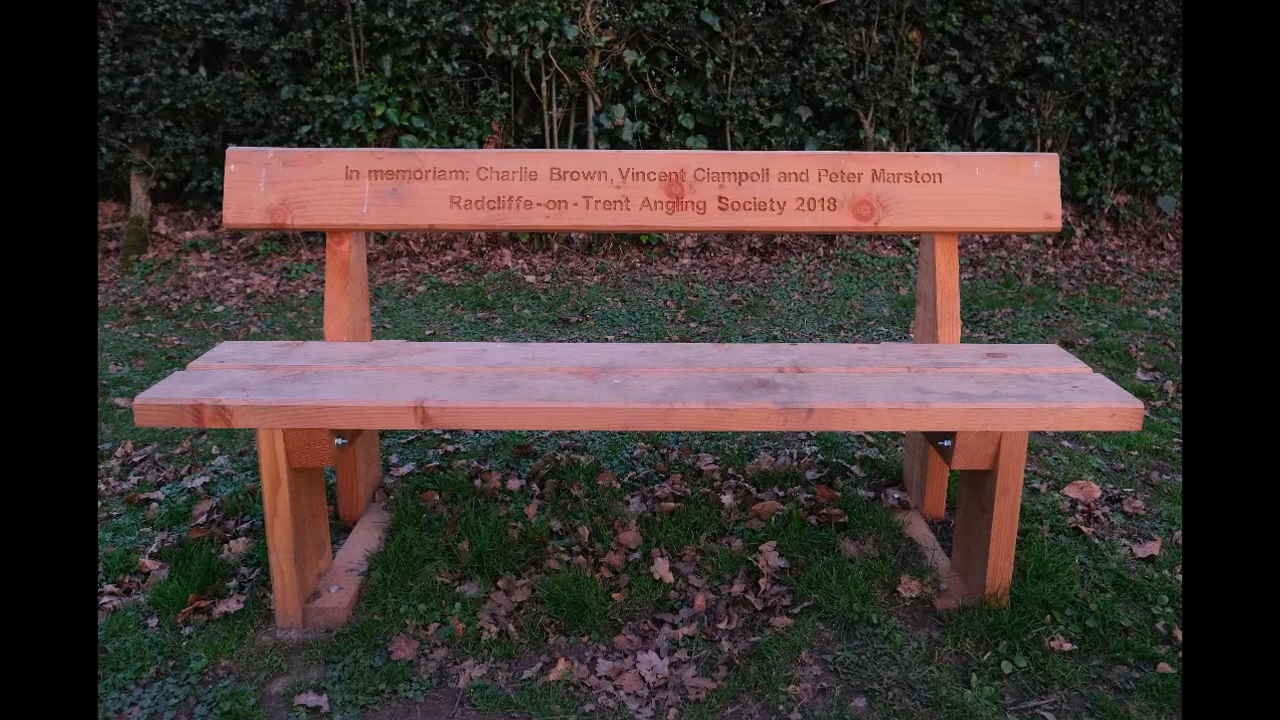 In memoriam: Charlie Brown, Vincent Ciampoli and Peter Marston
Radcliffe-on-Trent Angling Society 2018